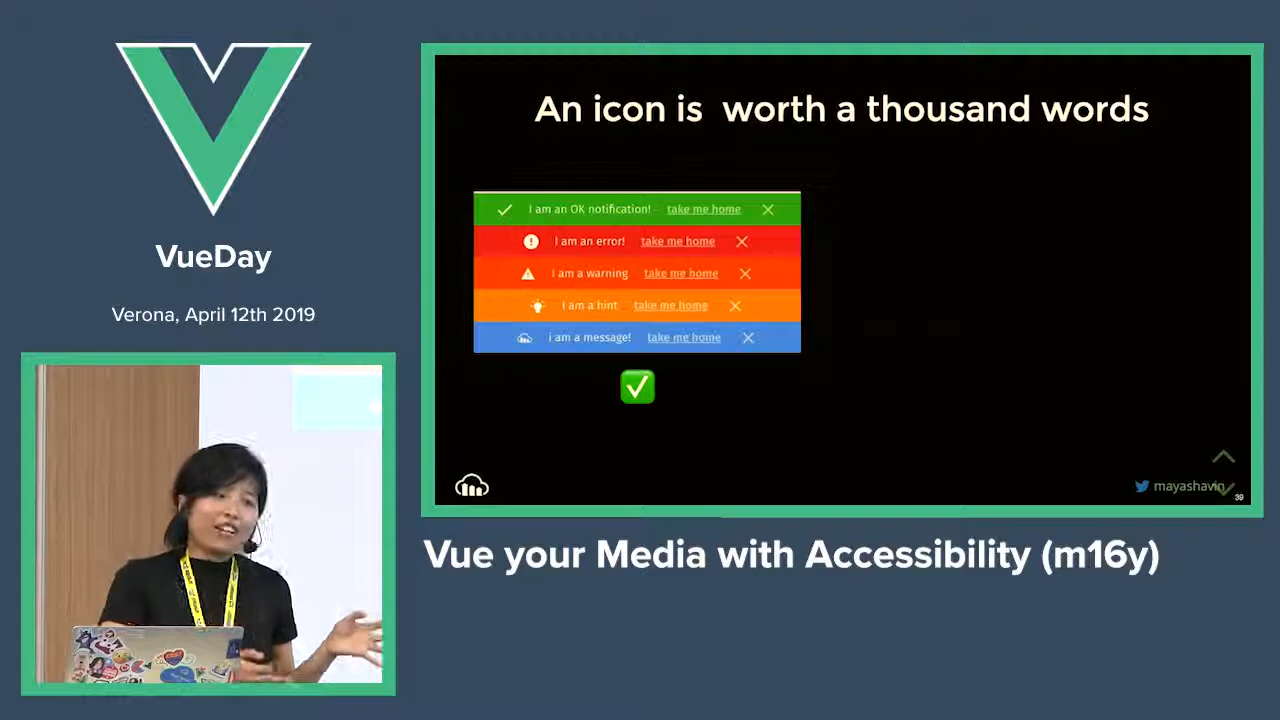 VueDay
Verona, April 12th 2019
An icon is worth a thousand words
I am an OK notification! take me home
I am an error! take me home
I am a warning take me home
I am a hint take me home
i am a message! take me home
mayashavin
39
Vue your Media with Accessibility (m16y)